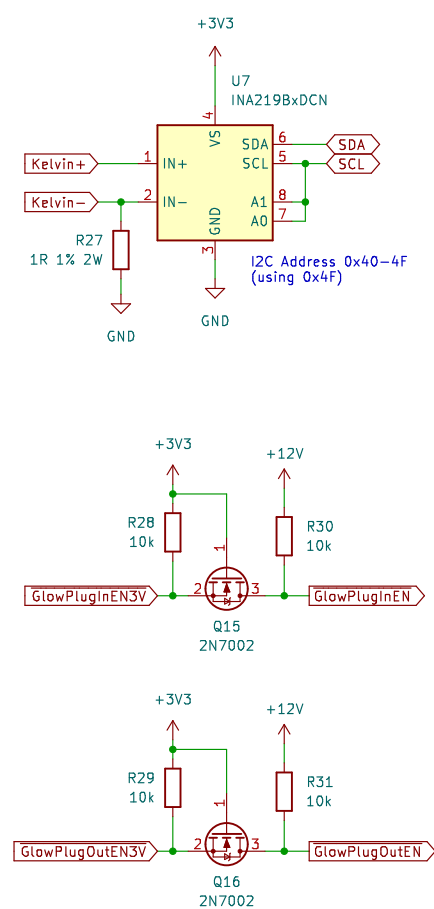 +3V3
U7
INA219BxDCN
4
VS
SDA
6
SDA
Kelvin+
1
IN+
SCL
5
SCL
Kelvin-
2
IN-
A1
8
GND
A0
7
3
R27
1R 1% 2W
I2C Address 0x40-4F
(using 0x4F)
GND
GND
+3V3
+12V
R28
10k
R30
10k
1
GlowPlugInEN3V
2
3
GlowPlugInEN
Q15
2N7002
+3V3
+12V
R29
10k
R31
10k
1
GlowPlugOutEN3V
2
3
GlowPlugOutEN
Q16
2N7002